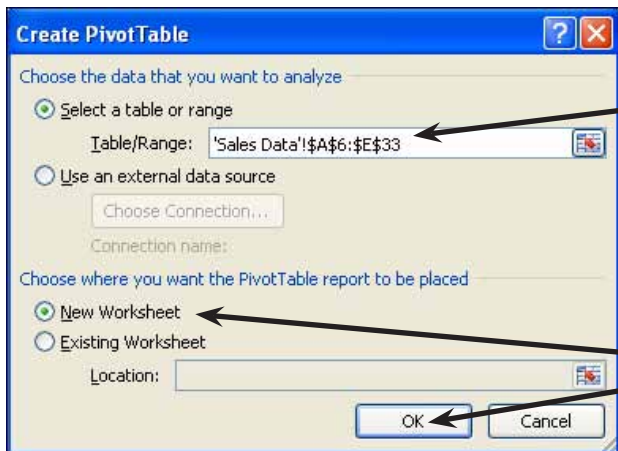 Create PivotTable
Choose the data that you want to analyze
Select a table or range
Table/Range: 'Sales Data'!$A$6:$E$33
Use an external data source
Choose Connection...
Connection name:
Choose where you want the PivotTable report to be placed
New Worksheet
Existing Worksheet
Location:
OK Cancel